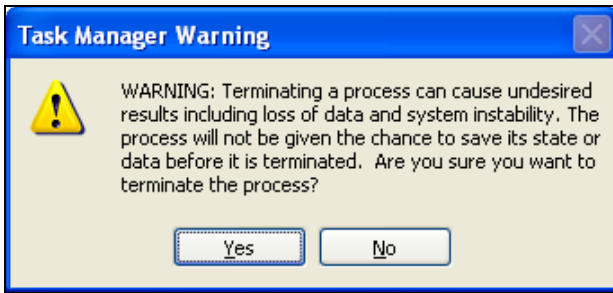 Task Manager Warning
WARNING: Terminating a process can cause undesired
results including loss of data and system instability. The
process will not be given the chance to save its state or
data before it is terminated.  Are you sure you want to
terminate the process?
Yes
No